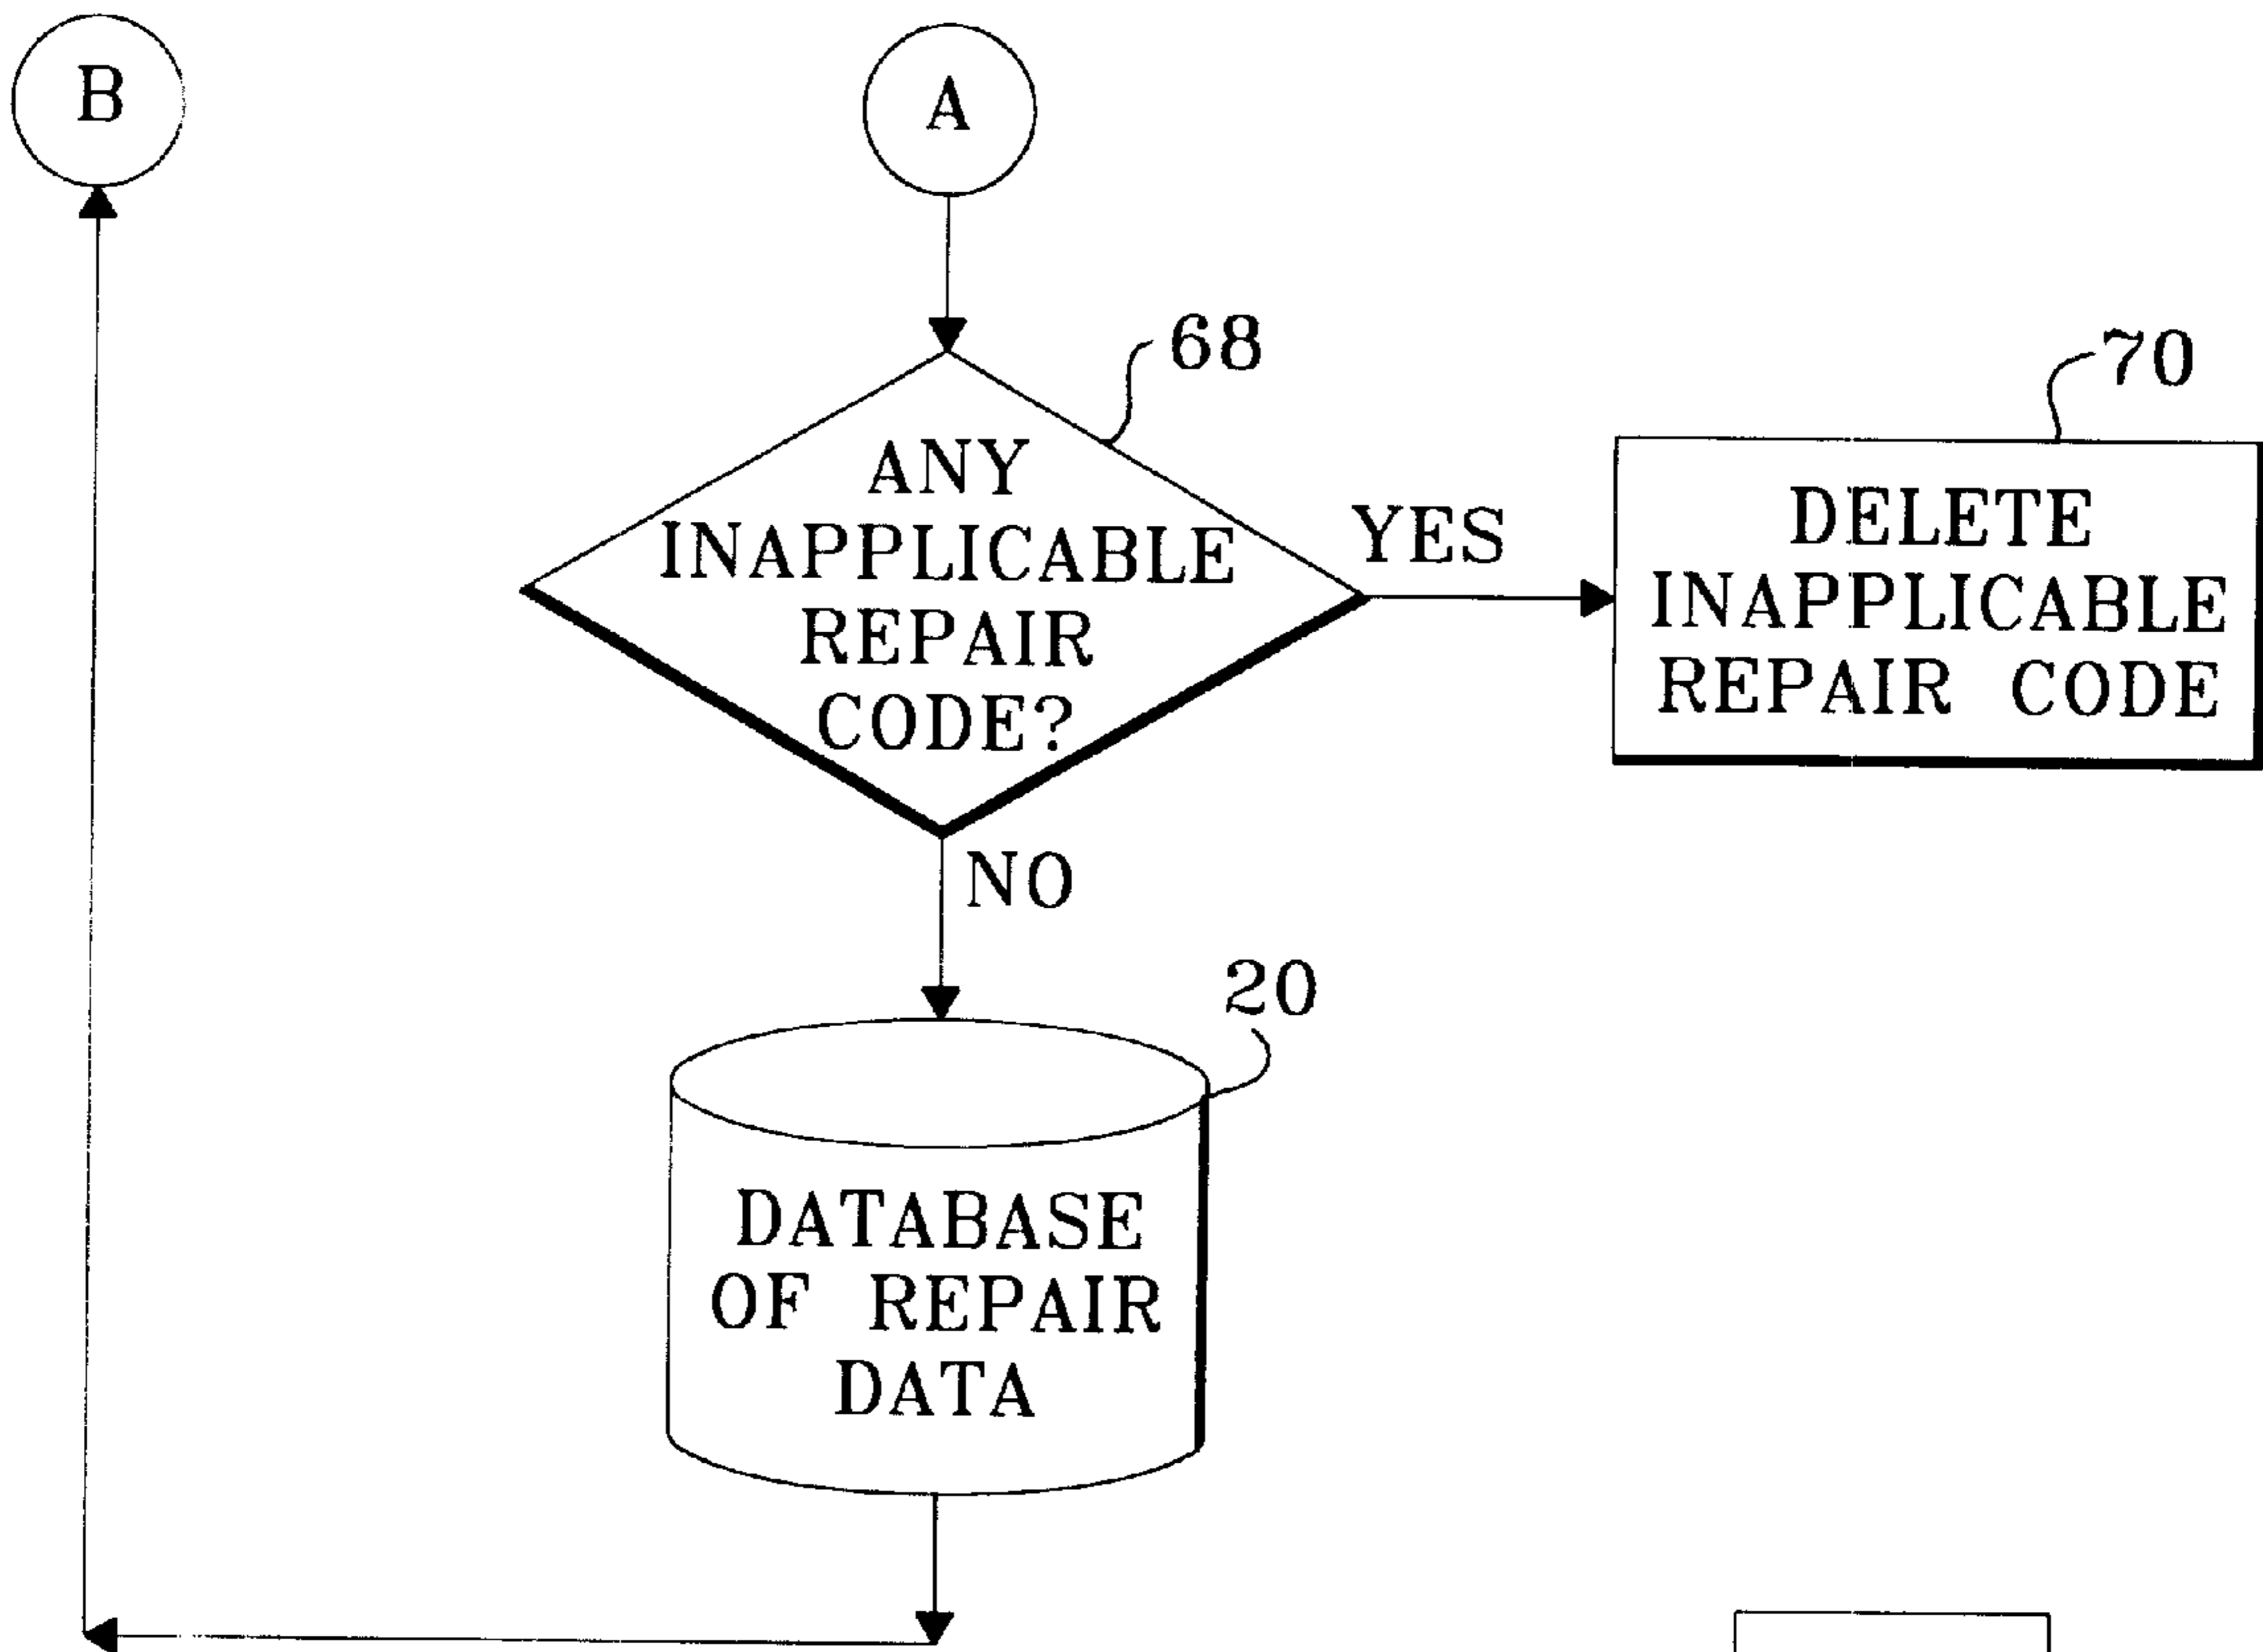 B
A
68
70
ANY
INAPPLICABLE
REPAIR
CODE?
YES
DELETE
INAPPLICABLE
REPAIR CODE
NO
20
DATABASE
OF REPAIR
DATA